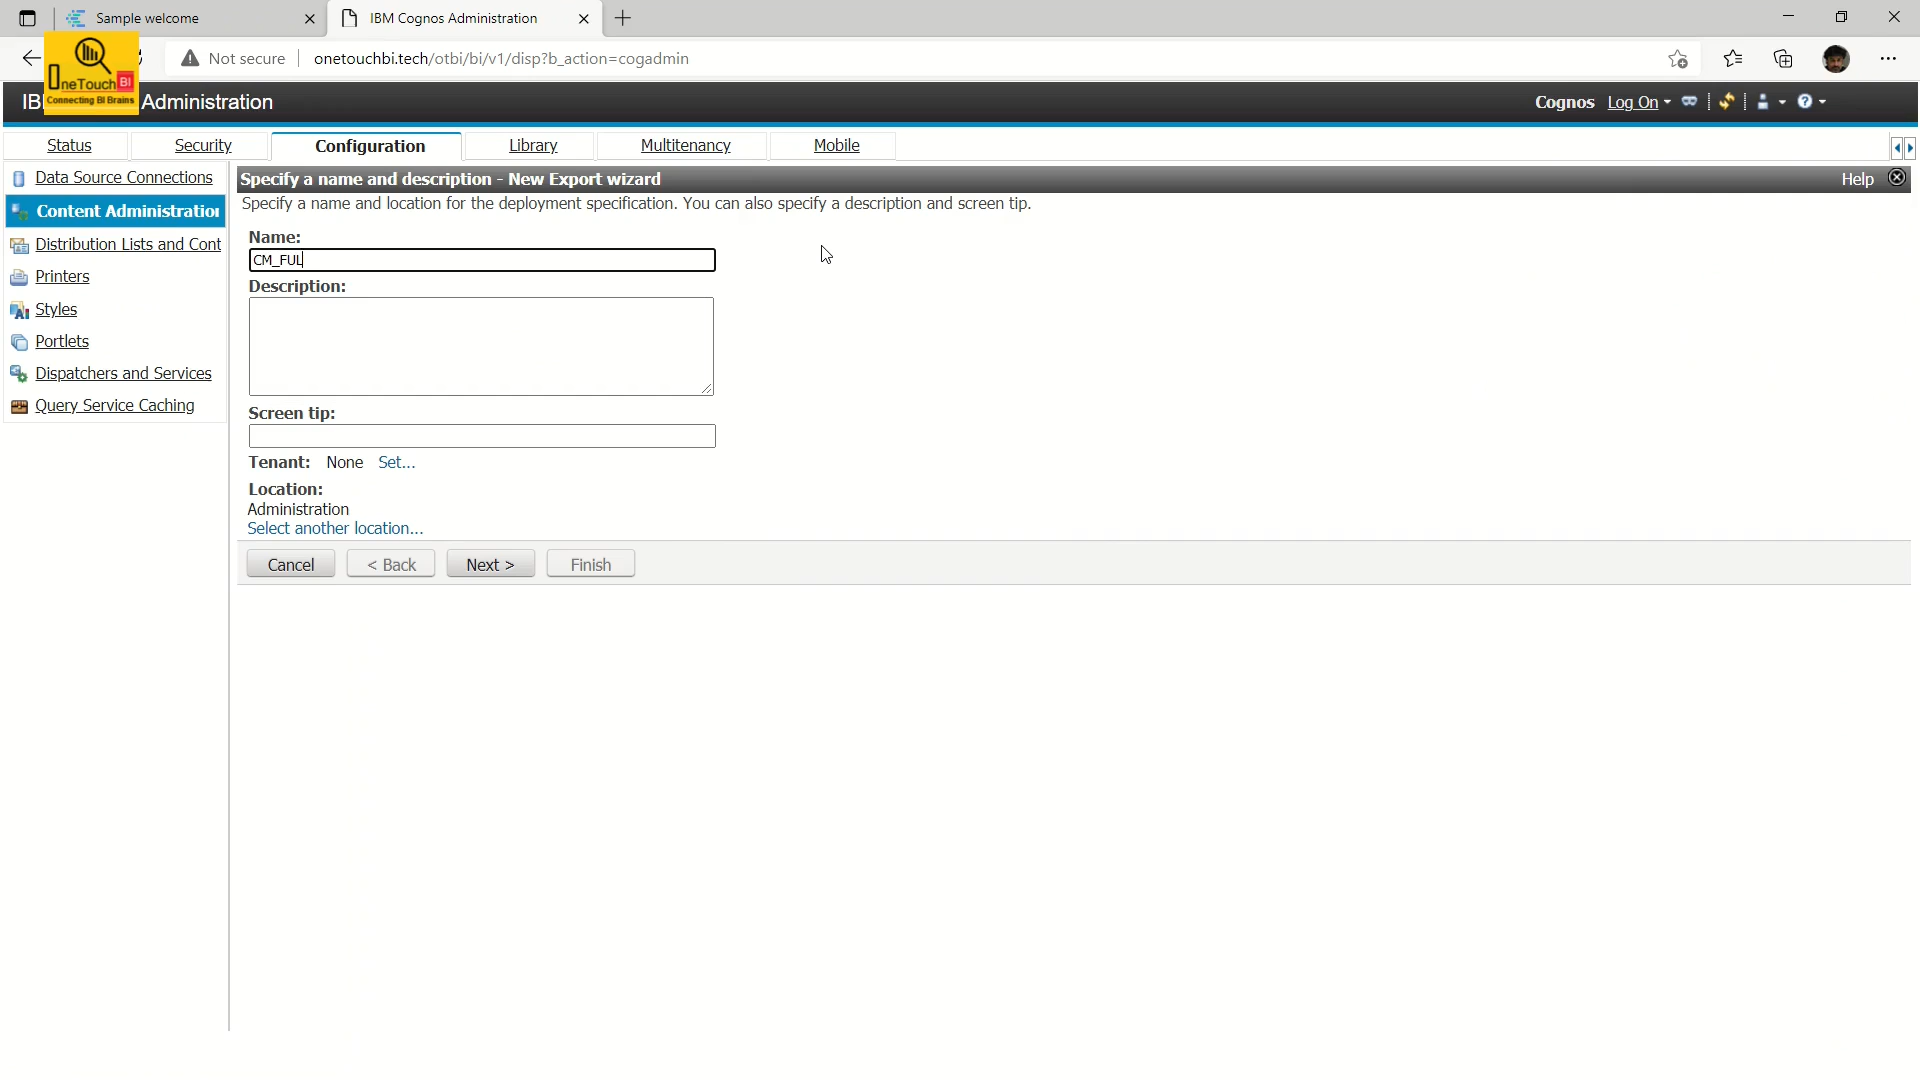 Sample welcome
IBM Cognos Administration
Not secure
onetouchbi.tech/otbi/bi/v1/disp?b_action=cogadmin
OneTouch BI
Connecting BI Brains
IB
Administration
Cognos Log On
Status Security Configuration Library Multitenancy Mobile
Data Source Connections
Content Administration
Distribution Lists and Cont
Printers
Styles
Portlets
Dispatchers and Services
Query Service Caching
Specify a name and description - New Export wizard
Help
Specify a name and location for the deployment specification. You can also specify a description and screen tip.
Name:
CM_FUL
Description:
Screen tip:
Tenant: None Set...
Location:
Administration
Select another location...
Cancel < Back Next > Finish